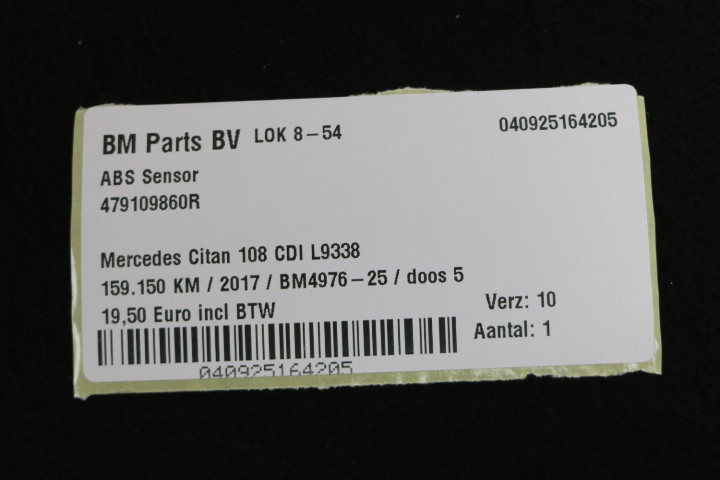 BM Parts BV LOK 8-54 040925164205
ABS Sensor
479109860R
Mercedes Citan 108 CDI L9338
159.150 KM / 2017 / BM4976-25 / doos 5
19,50 Euro incl BTW
Verz: 10
Aantal: 1
040925164205